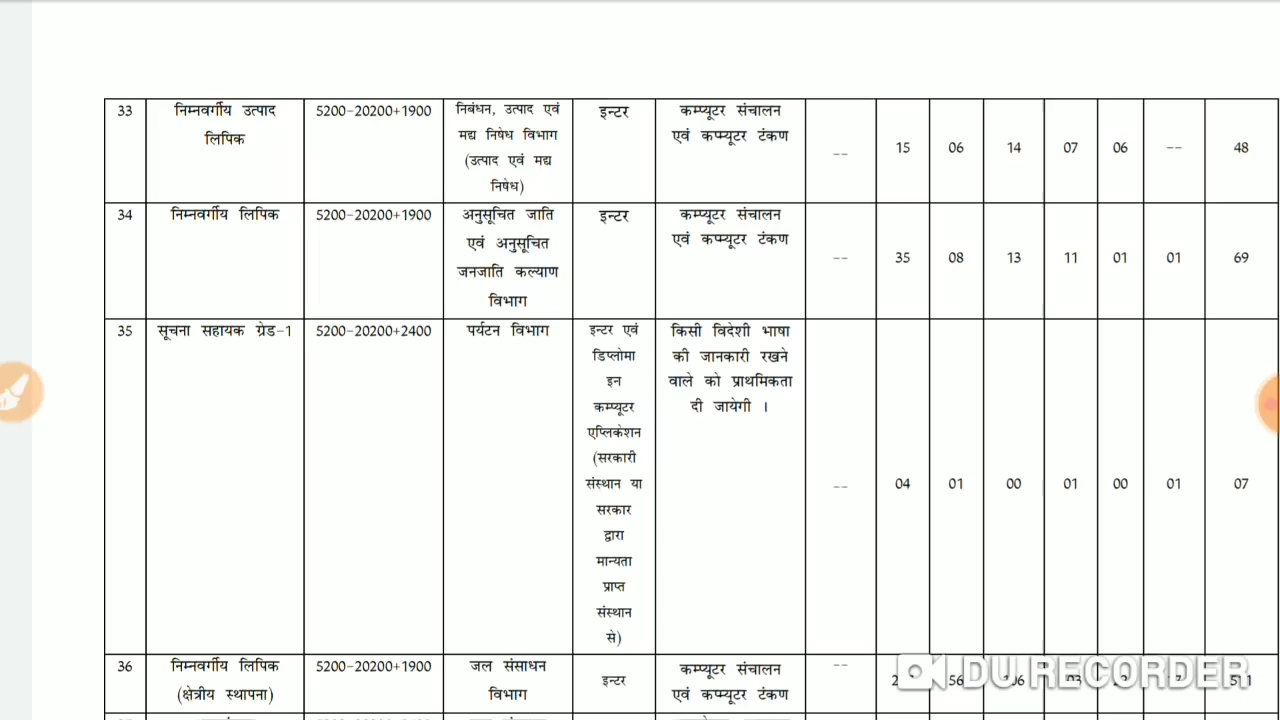 33 निम्नवर्गीय उत्पाद 5200-20200+1900 निबंधन, उत्पाद एवं इन्टर कम्प्यूटर संचालन
लिपिक मद्य निषेध विभाग एवं कप्म्यूटर टंकण
(उत्पाद एवं मद्य -- 15 06 14 07 06 -- 48
निषेध)
34 निम्नवर्गीय लिपिक 5200-20200+1900 अनुसूचित जाति इन्टर कम्प्यूटर संचालन
एवं अनुसूचित एवं कप्म्यूटर टंकण
जनजाति कल्याण -- 35 08 13 11 01 01 69
विभाग
35 सूचना सहायक ग्रेड-1 5200-20200+2400 पर्यटन विभाग इन्टर एवं किसी विदेशी भाषा
डिप्लोमा की जानकारी रखने
इन वाले को प्राथमिकता
कम्प्यूटर दी जायेगी ।
एप्लिकेशन
(सरकारी
संस्थान या -- 04 01 00 01 00 01 07
सरकार
द्वारा
मान्यता
प्राप्त
संस्थान
से)
36 निम्नवर्गीय लिपिक 5200-20200+1900 जल संसाधन इन्टर कम्प्यूटर संचालन --
(क्षेत्रीय स्थापना) विभाग एवं कप्म्यूटर टंकण 56
DU RECORDER